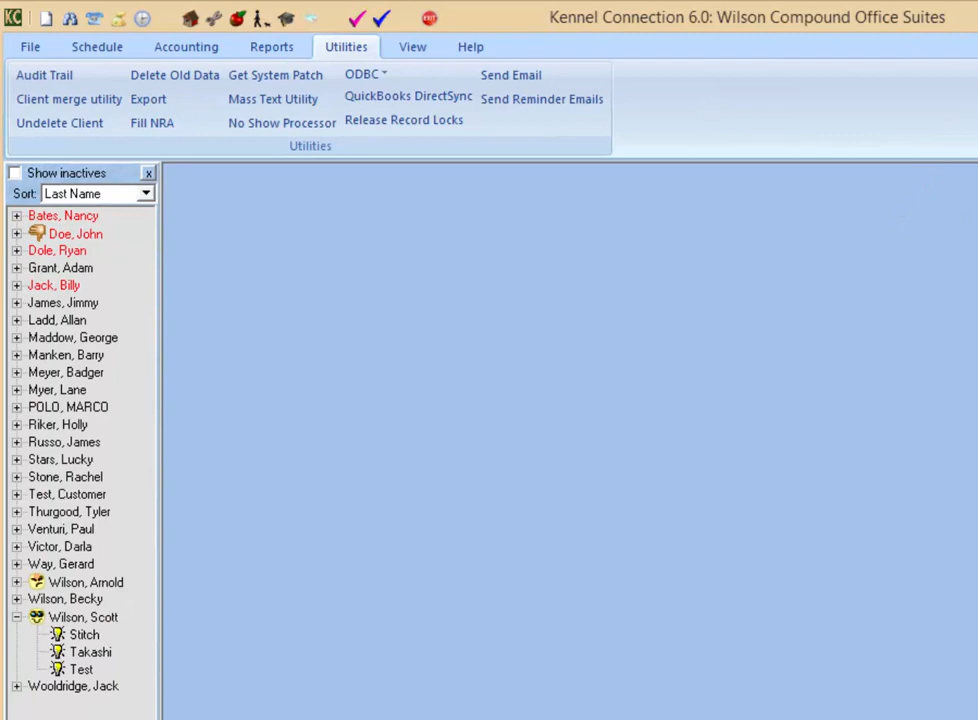 KC
EXIT
Kennel Connection 6.0: Wilson Compound Office Suites
File Schedule Accounting Reports Utilities View Help
Audit Trail Delete Old Data Get System Patch ODBC Send Email
Client merge utility Export Mass Text Utility QuickBooks DirectSync Send Reminder Emails
Undelete Client Fill NRA No Show Processor Release Record Locks
Utilities
Show inactives x
Sort: Last Name
Bates, Nancy
Doe, John
Dole, Ryan
Grant, Adam
Jack, Billy
James, Jimmy
Ladd, Allan
Maddow, George
Manken, Barry
Meyer, Badger
Myer, Lane
POLO, MARCO
Riker, Holly
Russo, James
Stars, Lucky
Stone, Rachel
Test, Customer
Thurgood, Tyler
Venturi, Paul
Victor, Darla
Way, Gerard
Wilson, Arnold
Wilson, Becky
Wilson, Scott
Stitch
Takashi
Test
Wooldridge, Jack